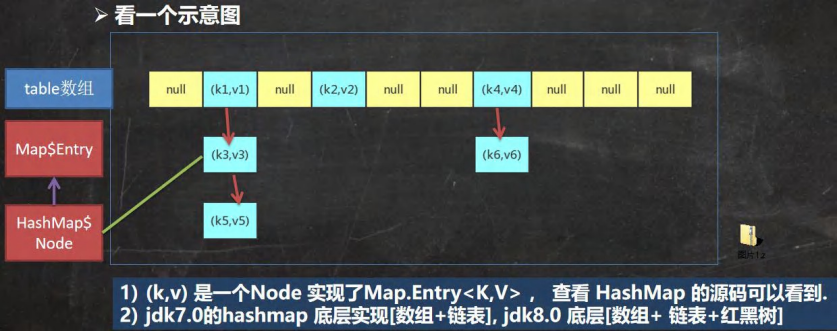 ➢ 看一个示意图
table数组
null (k1,v1) null (k2,v2) null null (k4,v4) null null null
Map$Entry
(k3,v3) (k6,v6)
HashMap$
Node
(k5,v5)
1) (k,v) 是一个Node 实现了Map.Entry<K,V> ， 查看 HashMap 的源码可以看到.
2) jdk7.0的hashmap 底层实现[数组+链表], jdk8.0 底层[数组+ 链表+红黑树]